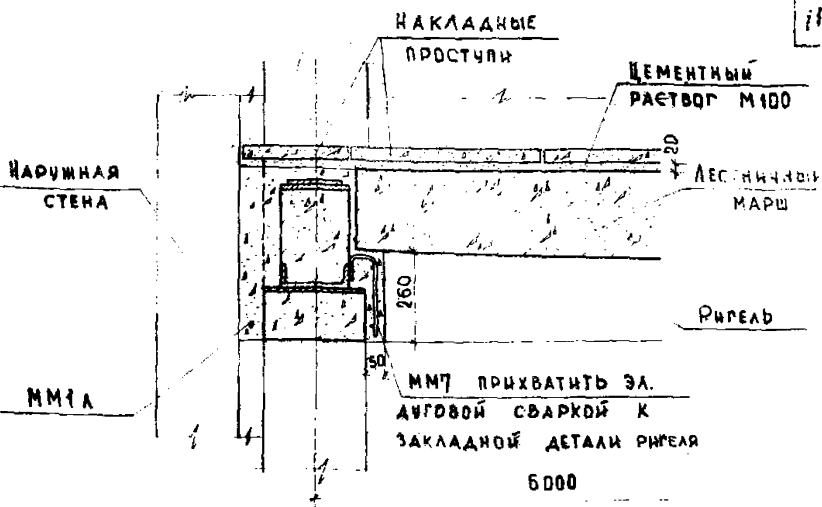 НАКЛАДНЫЕ
ПРОСТУПИ
ЦЕМЕНТНЫЙ
РАСТВОР М100
20
НАРУЖНАЯ
СТЕНА
ЛЕСТНИЧНЫЙ
МАРШ
260
РИГЕЛЬ
50
ММ1А
ММ7 ПРИХВАТИТЬ ЭЛ.
ДУГОВОЙ СВАРКОЙ К
ЗАКЛАДНОЙ ДЕТАЛИ РИГЕЛЯ
6000